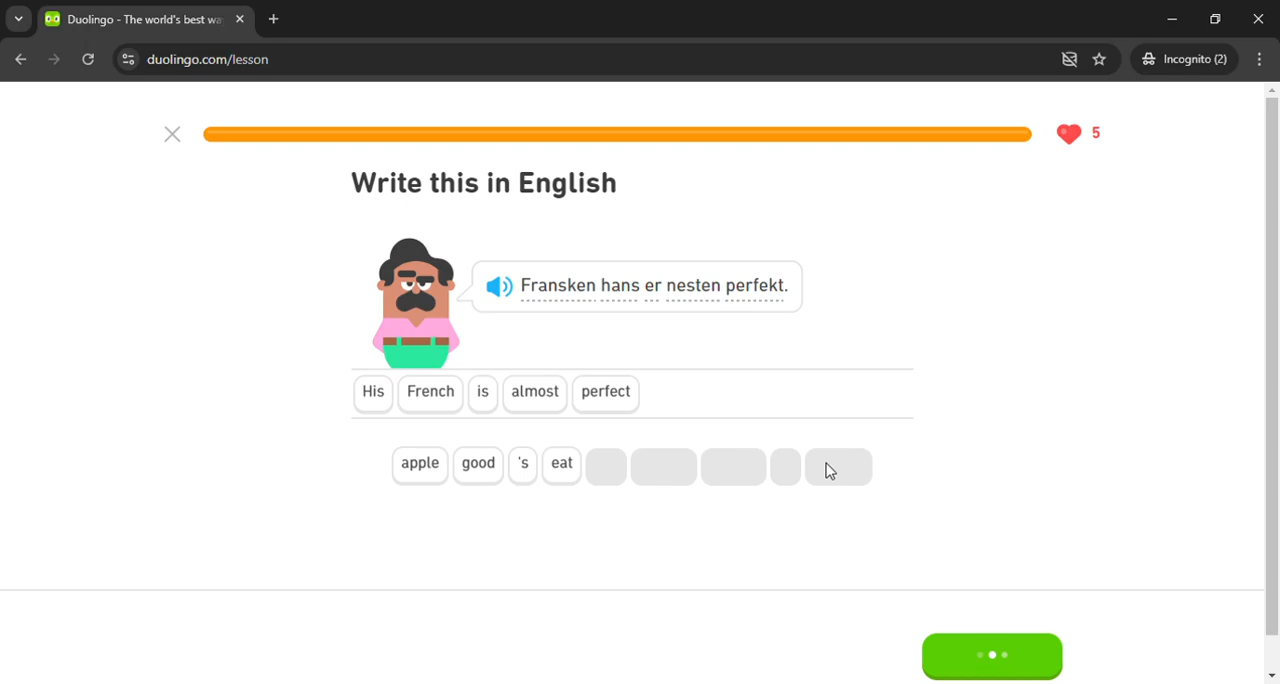 Duolingo - The world's best wa
duolingo.com/lesson
Incognito (2)
5
Write this in English
Fransken hans er nesten perfekt.
His French is almost perfect
apple good 's eat